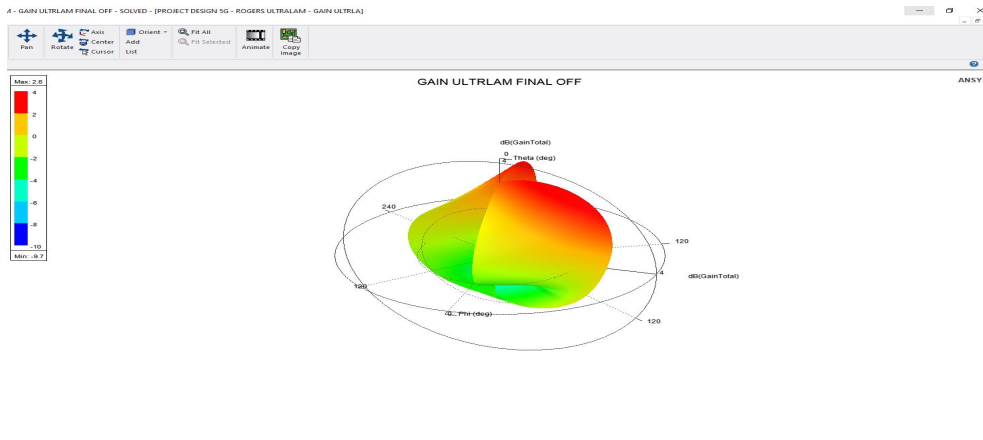 M - GAIN ULTRLAM FINAL OFF - SOLVED - [PROJECT DESIGN 5G - ROGERS ULTRALAM - GAIN ULTRLA]
Pan
Rotate
Axis
Center
Cursor
Orient
Add
List
Fit All
Fit Selected
Animate
Copy
Image
GAIN ULTRLAM FINAL OFF
ANSY
Max: 2.6
4
2
0
-2
-4
-6
-8
-10
Min: -9.7
dB(GainTotal)
0
4 Theta (deg)
240
120
4
dB(GainTotal)
120
Phi (deg)
120